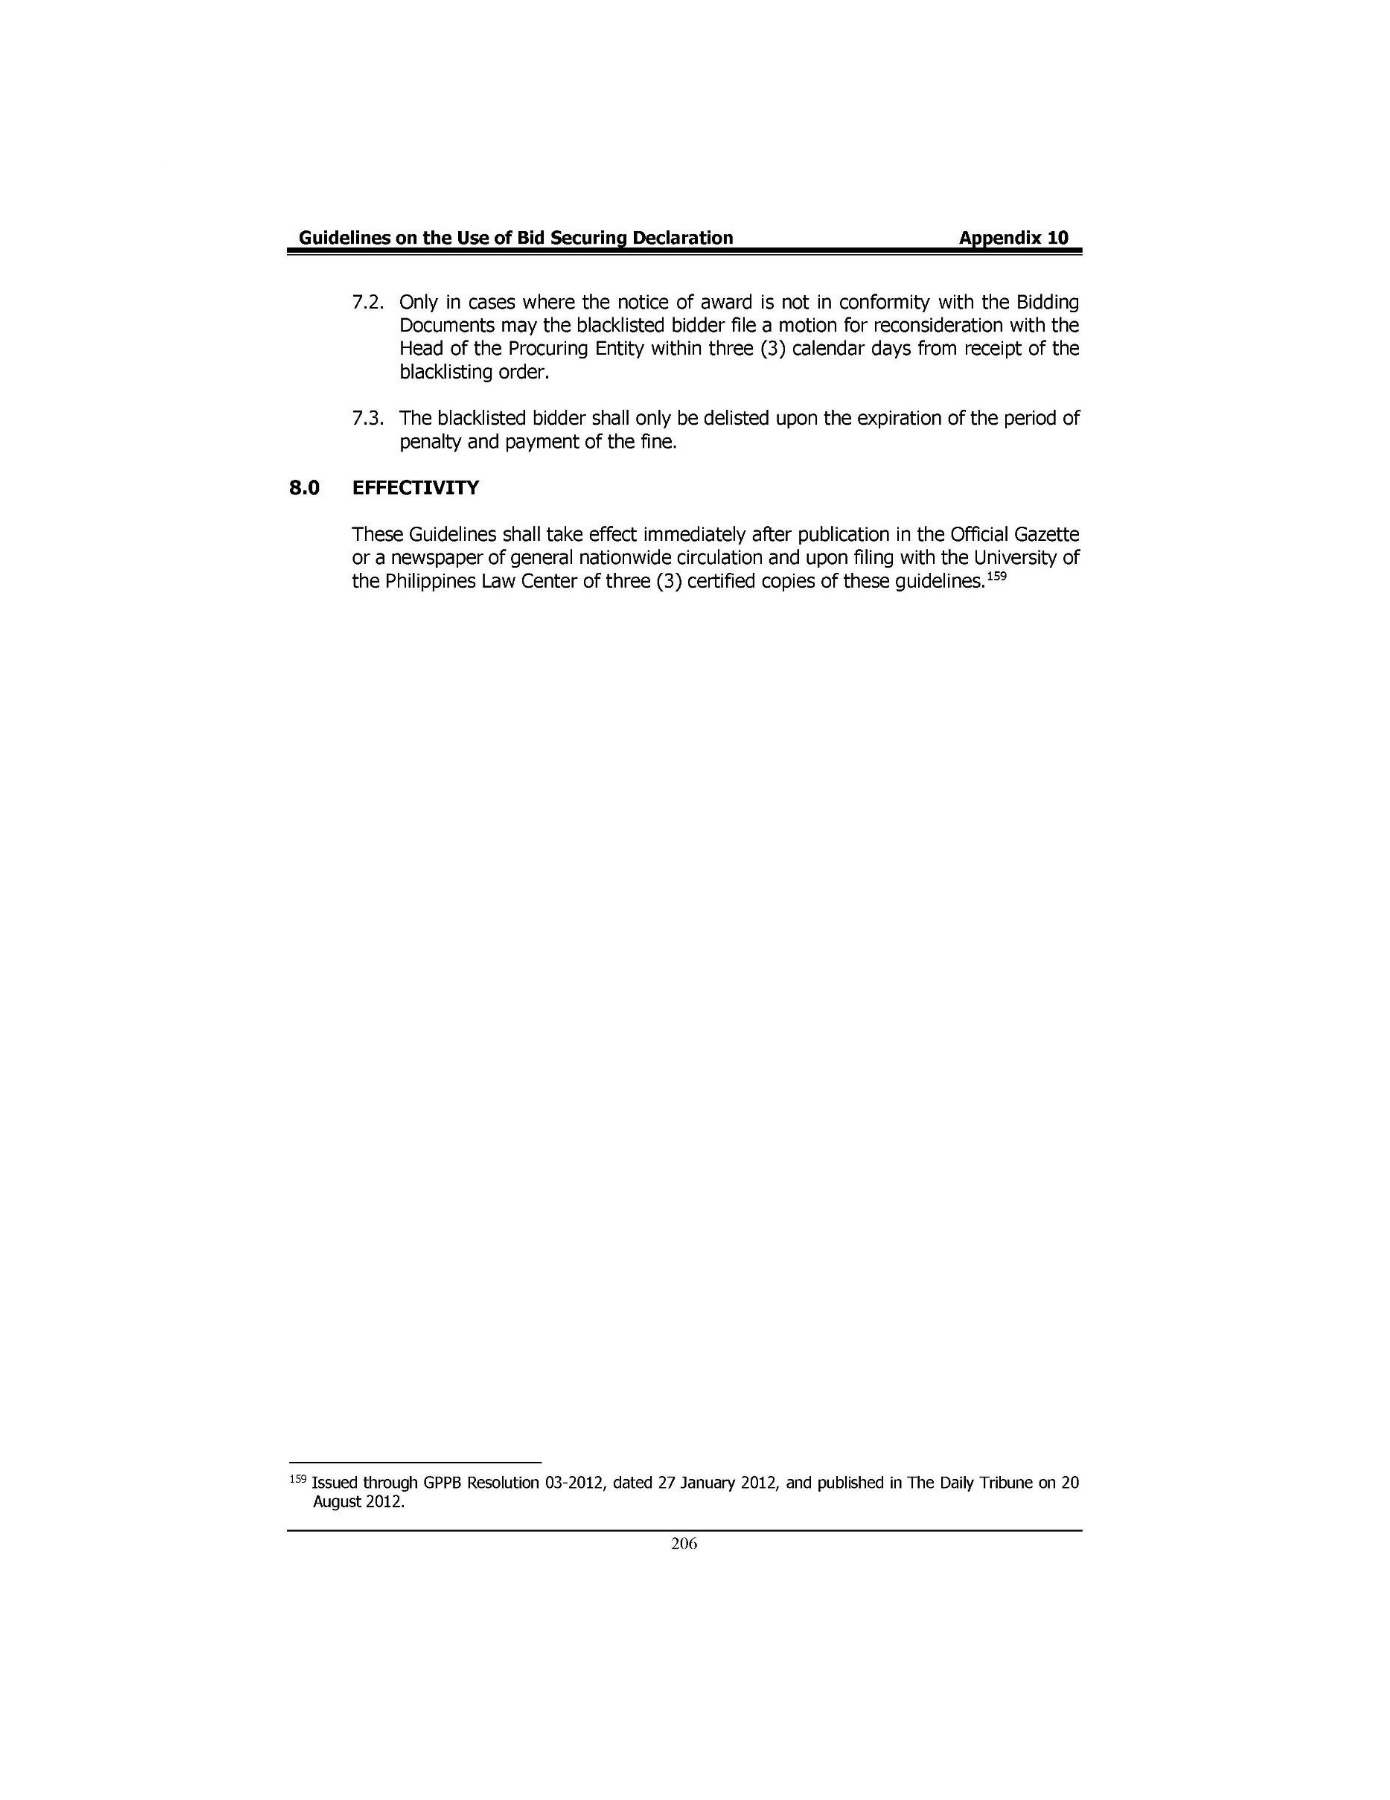 Guidelines on the Use of Bid Securing Declaration Appendix 10
7.2. Only in cases where the notice of award is not in conformity with the Bidding
Documents may the blacklisted bidder file a motion for reconsideration with the
Head of the Procuring Entity within three (3) calendar days from receipt of the
blacklisting order.
7.3. The blacklisted bidder shall only be delisted upon the expiration of the period of
penalty and payment of the fine.
8.0 EFFECTIVITY
These Guidelines shall take effect immediately after publication in the Official Gazette
or a newspaper of general nationwide circulation and upon filing with the University of
the Philippines Law Center of three (3) certified copies of these guidelines.159
159 Issued through GPPB Resolution 03-2012, dated 27 January 2012, and published in The Daily Tribune on 20
August 2012.
206